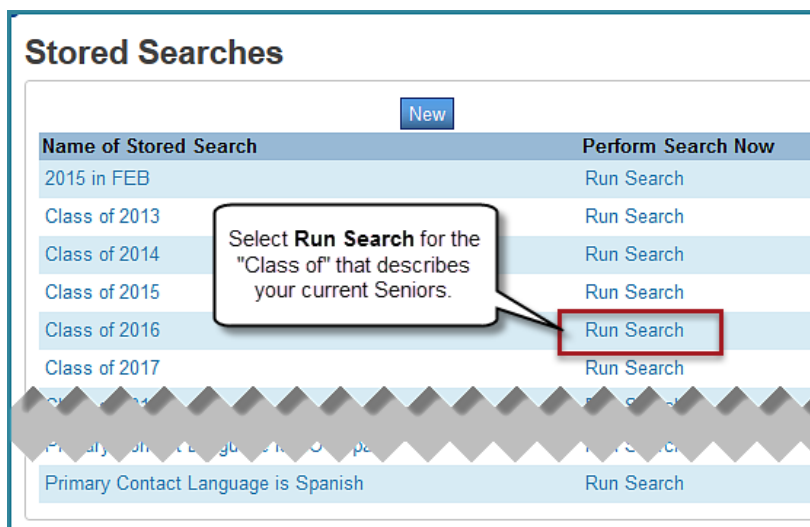 Stored Searches
New
Name of Stored Search Perform Search Now
2015 in FEB Run Search
Class of 2013 Run Search
Class of 2014 Run Search
Class of 2015 Run Search
Class of 2016 Run Search
Class of 2017 Run Search
Primary Contact Language is Spanish Run Search
Select Run Search for the
"Class of" that describes
your current Seniors.